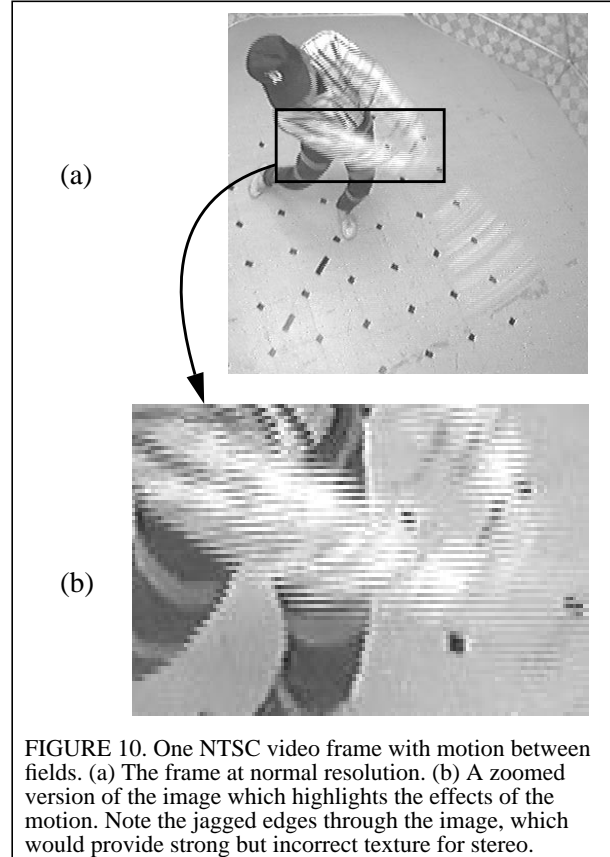 (a)
(b)
FIGURE 10. One NTSC video frame with motion between
fields. (a) The frame at normal resolution. (b) A zoomed
version of the image which highlights the effects of the
motion. Note the jagged edges through the image, which
would provide strong but incorrect texture for stereo.